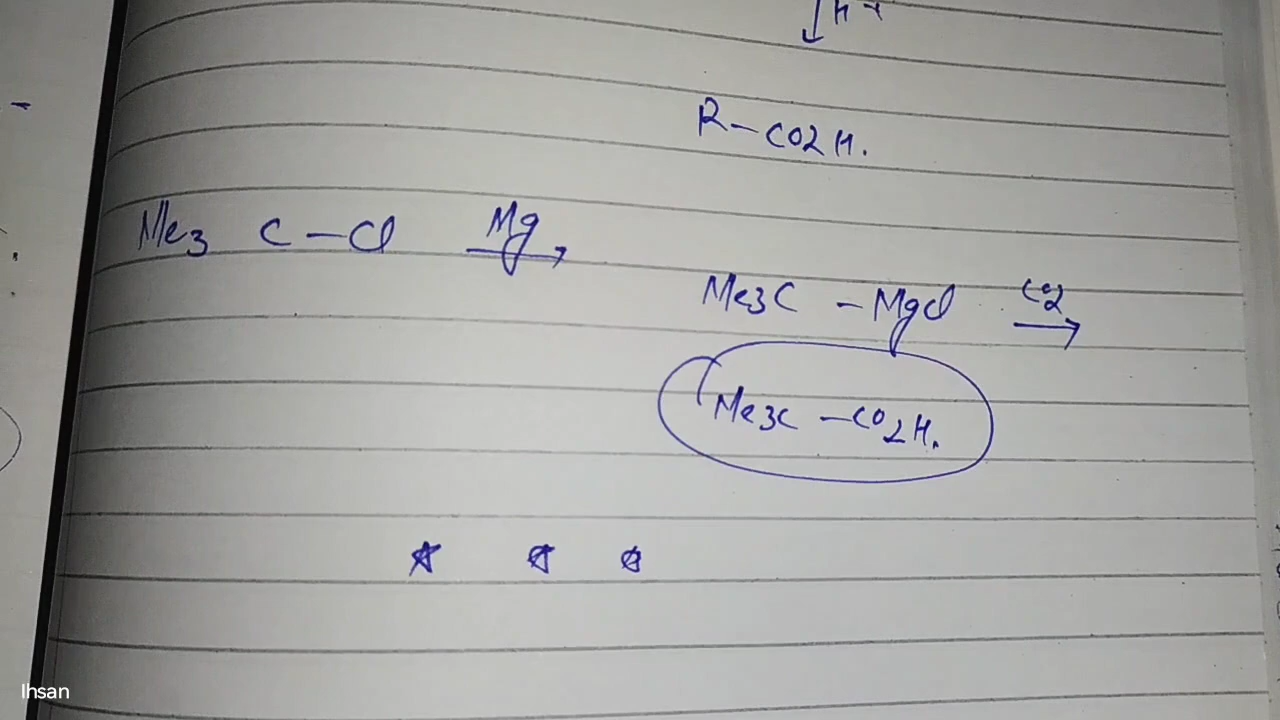 H+
R-CO2H.
Me3 C-Cl Mg
Me3C-MgCl CO2
Me3C-CO2H.
Ihsan